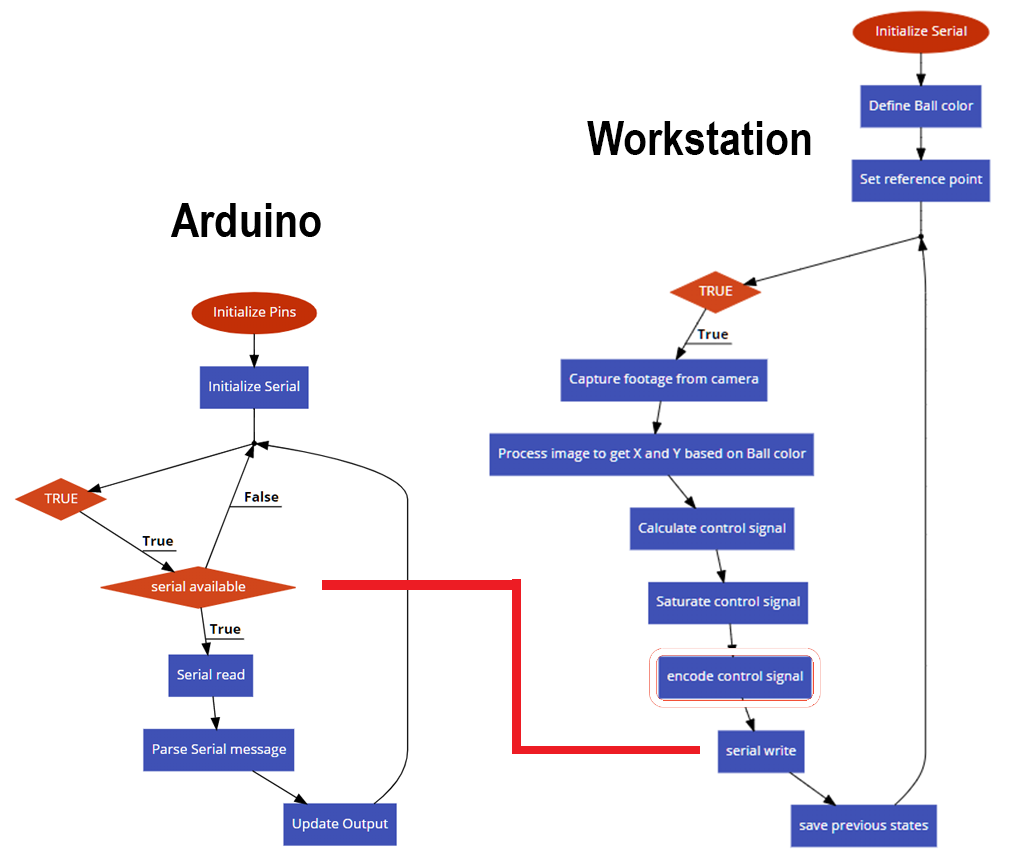 Arduino
Initialize Pins
Initialize Serial
TRUE
True
False
serial available
True
Serial read
Parse Serial message
Update Output
Workstation
Initialize Serial
Define Ball color
Set reference point
TRUE
True
Capture footage from camera
Process image to get X and Y based on Ball color
Calculate control signal
Saturate control signal
encode control signal
serial write
save previous states